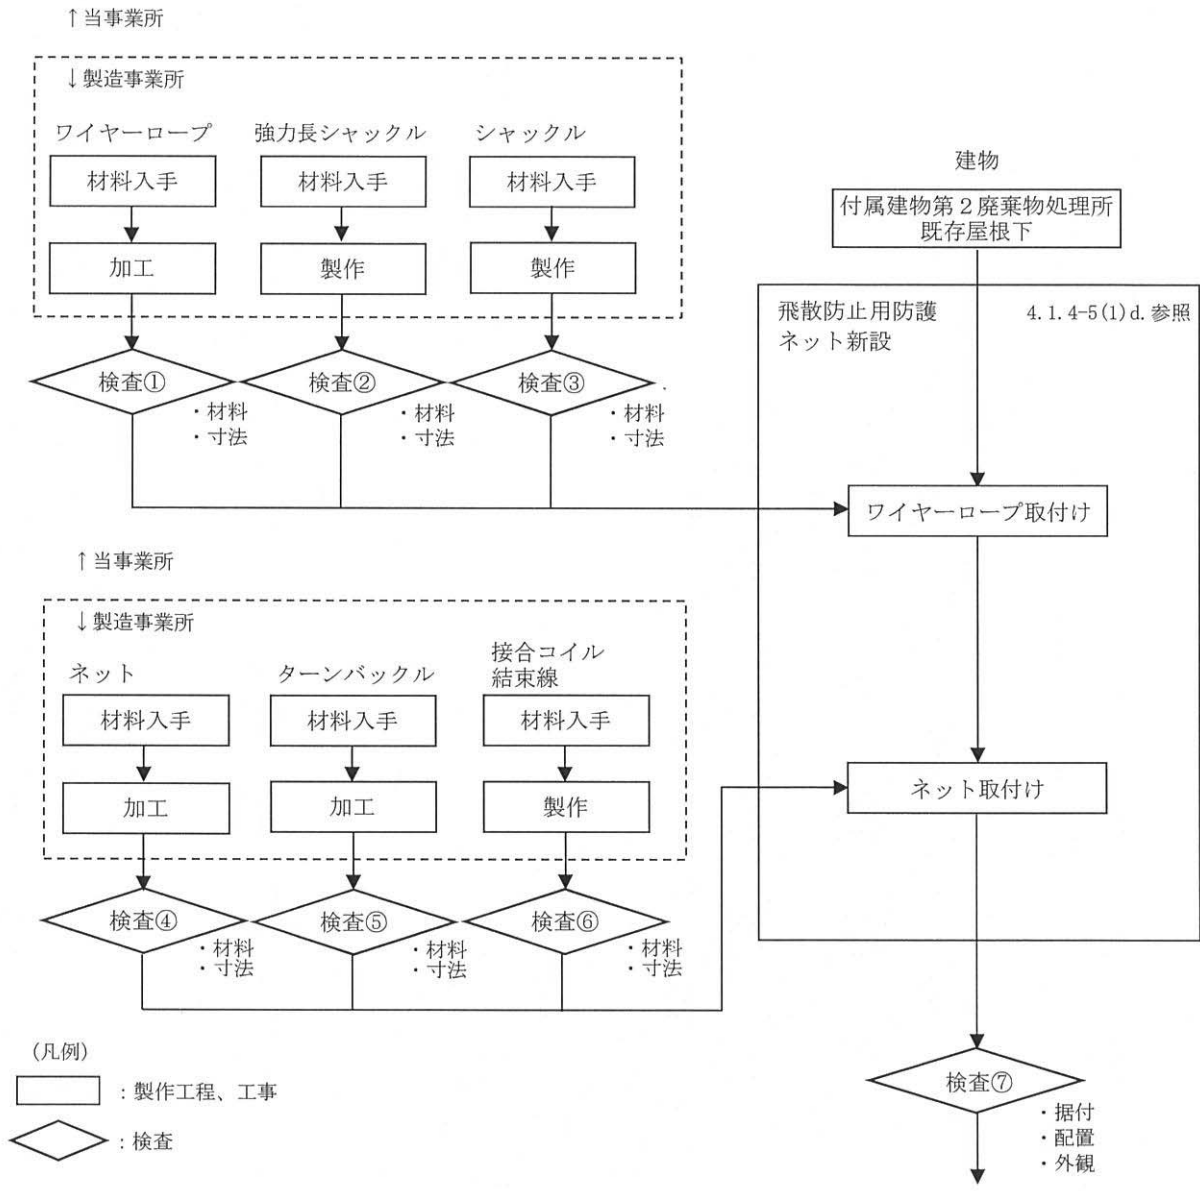 ↑当事業所
↓製造事業所
ワイヤーロープ
強力長シャックル
シャックル
材料入手
材料入手
材料入手
加工
製作
製作
検査①
・材料
・寸法
検査②
・材料
・寸法
検査③
・材料
・寸法
建物
付属建物第2廃棄物処理所
既存屋根下
飛散防止用防護
ネット新設
4.1.4-5(1)d.参照
ワイヤーロープ取付け
↑当事業所
↓製造事業所
ネット
ターンバックル
接合コイル
結束線
材料入手
材料入手
材料入手
加工
加工
製作
検査④
・材料
・寸法
検査⑤
・材料
・寸法
検査⑥
・材料
・寸法
ネット取付け
検査⑦
・据付
・配置
・外観
(凡例)
：製作工程、工事
：検査